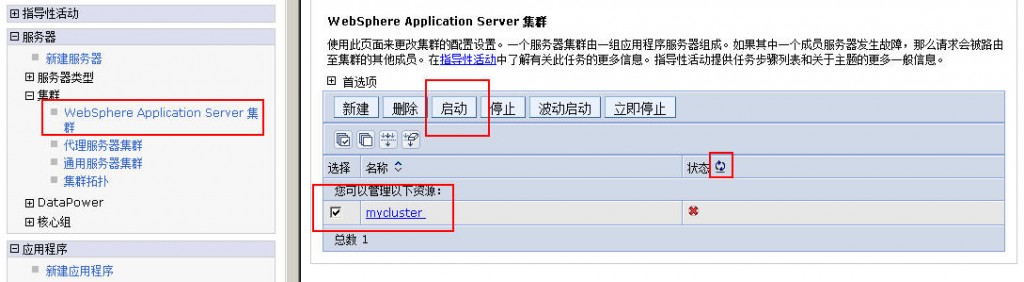 指导性活动
服务器
新建服务器
服务器类型
集群
WebSphere Application Server 集
群
代理服务器集群
通用服务器集群
集群拓扑
DataPower
核心组
应用程序
新建应用程序
WebSphere Application Server 集群
使用此页面来更改集群的配置设置。一个服务器集群由一组应用程序服务器组成。如果其中一个成员服务器发生故障，那么请求会被路由
至集群的其他成员。在指导性活动中了解有关此任务的更多信息。指导性活动提供任务步骤列表和关于主题的更多一般信息。
首选项
新建 删除 启动 停止 波动启动 立即停止
选择 名称 状态
您可以管理以下资源：
mycluster
总数 1